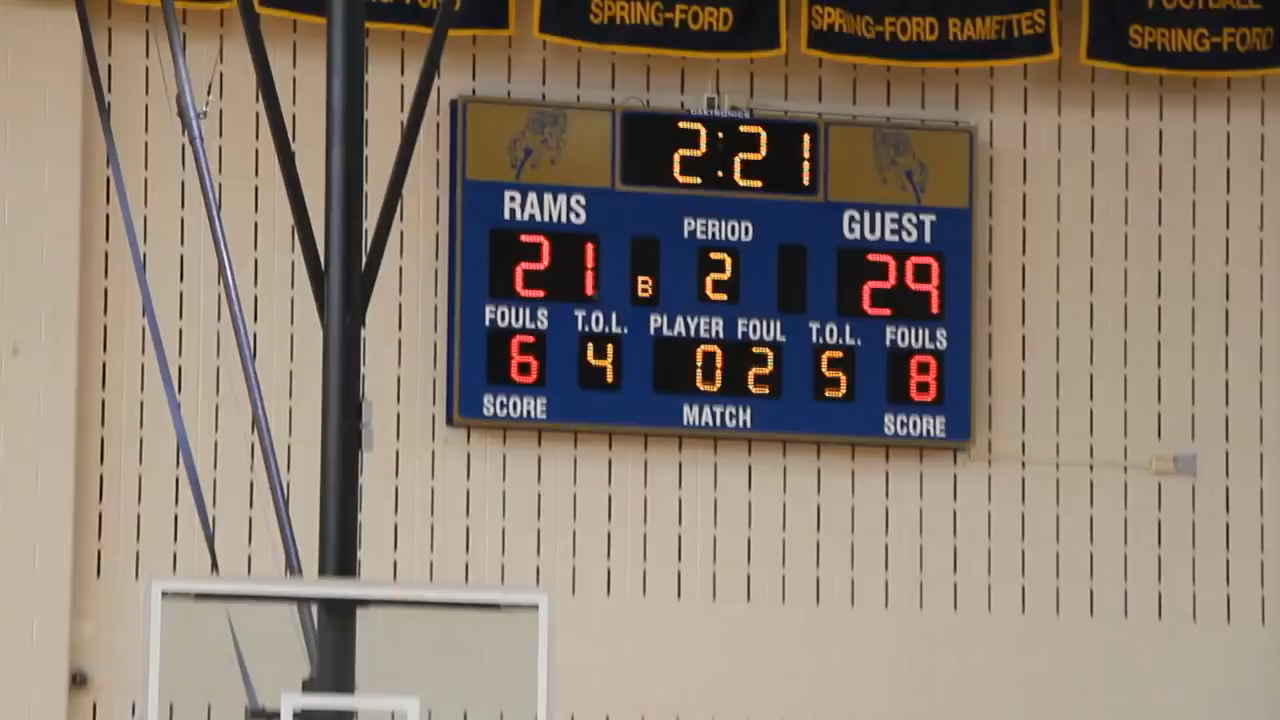 SPRING-FORD
SPRING-FORD RAMETTES
FOOTBALL
SPRING-FORD
DAKTRONICS
2:21
RAMS PERIOD GUEST
21 B 2 29
FOULS T.O.L. PLAYER FOUL T.O.L. FOULS
6 4 0 2 5 8
SCORE MATCH SCORE